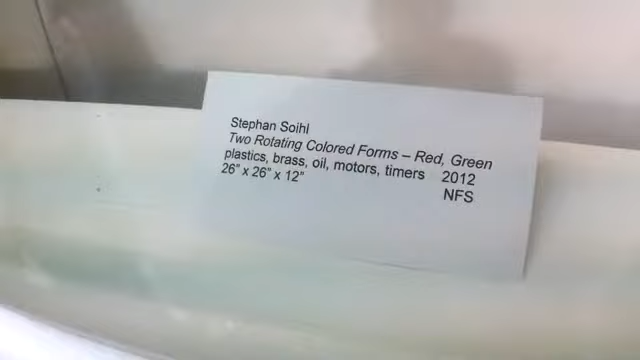 Stephan Soihl
Two Rotating Colored Forms – Red, Green
plastics, brass, oil, motors, timers 2012
26" x 26" x 12" NFS